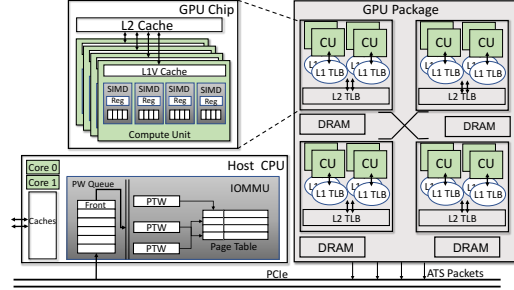 GPU Chip
L2 Cache
L1V Cache
SIMD SIMD SIMD SIMD
Reg Reg Reg Reg
Compute Unit
GPU Package
CU CU
L1 TLB L1 TLB
L2 TLB
CU CU
L1 TLB L1 TLB
L2 TLB
DRAM DRAM
CU CU
L1 TLB L1 TLB
L2 TLB
CU CU
L1 TLB L1 TLB
L2 TLB
DRAM DRAM
Host CPU
Core 0
Core 1
Caches
PW Queue
Front
IOMMU
PTW
PTW
PTW
Page Table
PCIe
ATS Packets